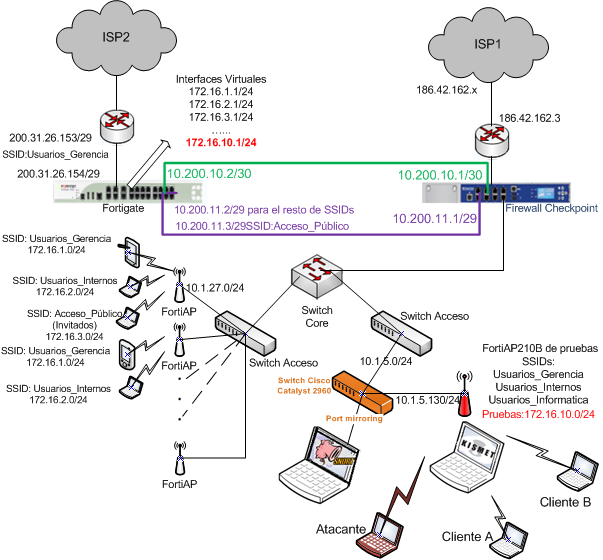 ISP2
ISP1
Interfaces Virtuales
172.16.1.1/24
172.16.2.1/24
172.16.3.1/24
......
172.16.10.1/24
186.42.162.x
186.42.162.3
200.31.26.153/29
SSID:Usuarios_Gerencia
200.31.26.154/29
Fortigate
10.200.10.2/30
10.200.10.1/30
10.200.11.2/29 para el resto de SSIDs
10.200.11.3/29SSID:Acceso_Público
10.200.11.1/29
Firewall Checkpoint
SSID: Usuarios_Gerencia
172.16.1.0/24
SSID: Usuarios_Internos
172.16.2.0/24
SSID: Acceso_Público
(Invitados)
172.16.3.0/24
SSID: Usuarios_Gerencia
172.16.1.0/24
SSID: Usuarios_Internos
172.16.2.0/24
10.1.27.0/24
FortiAP
FortiAP
FortiAP
Switch Acceso
Switch
Core
Switch Acceso
10.1.5.0/24
Switch Cisco
Catalyst 2960
Port mirroring
10.1.5.130/24
FortiAP210B de pruebas
SSIDs:
Usuarios_Gerencia
Usuarios_Internos
Usuarios_Informatica
Pruebas:172.16.10.0/24
KISMET
Atacante
Cliente A
Cliente B